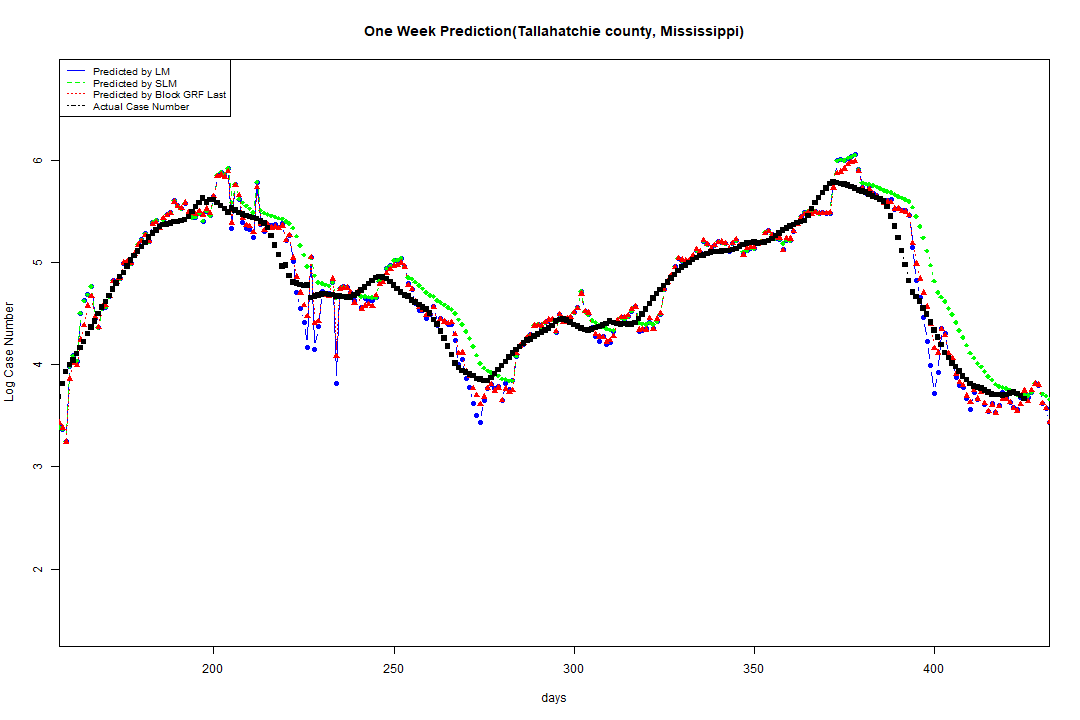 One Week Prediction(Tallahatchie county, Mississippi)
Predicted by LM
Predicted by SLM
Predicted by Block GRF Last
Actual Case Number
Log Case Number
6
5
4
3
2
200 250 300 350 400
days